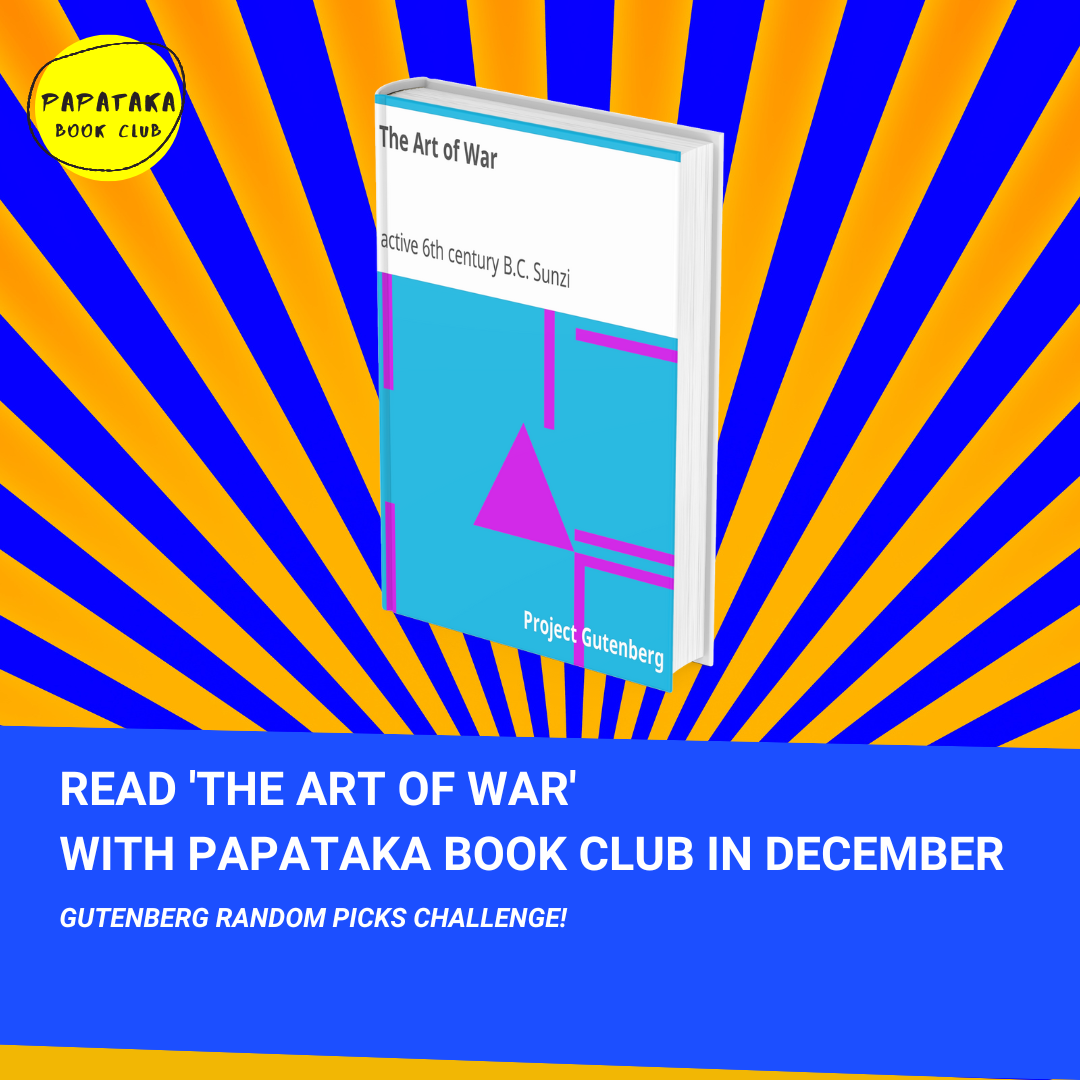 PAPATAKA
BOOK CLUB
The Art of War
active 6th century B.C. Sunzi
Project Gutenberg
READ 'THE ART OF WAR'
WITH PAPATAKA BOOK CLUB IN DECEMBER
GUTENBERG RANDOM PICKS CHALLENGE!